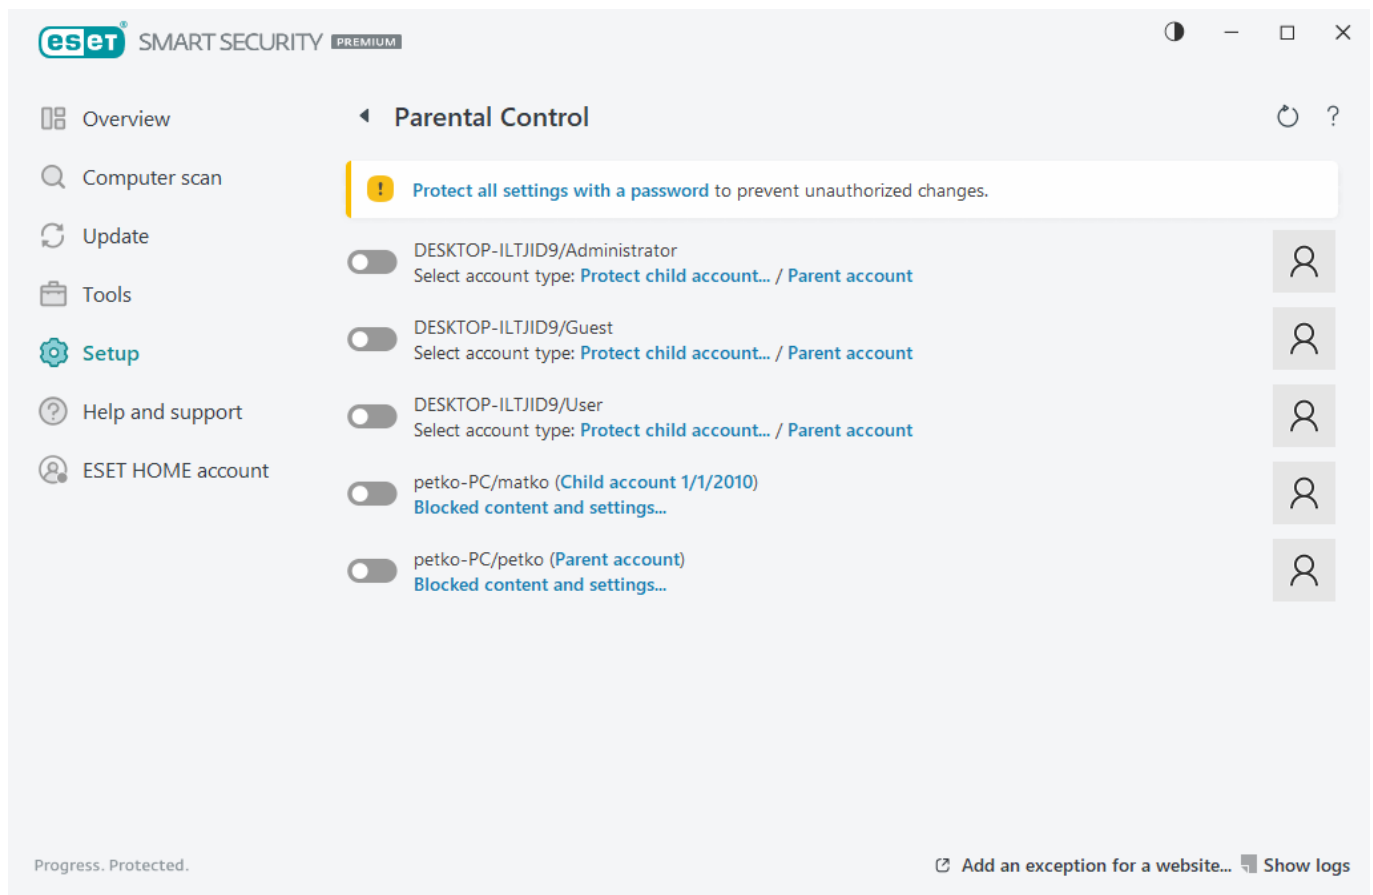 eseT® SMART SECURITY PREMIUM
Overview
Computer scan
Update
Tools
Setup
Help and support
ESET HOME account
Parental Control
?
! Protect all settings with a password to prevent unauthorized changes.
DESKTOP-ILTJID9/Administrator
Select account type: Protect child account... / Parent account
DESKTOP-ILTJID9/Guest
Select account type: Protect child account... / Parent account
DESKTOP-ILTJID9/User
Select account type: Protect child account... / Parent account
petko-PC/matko (Child account 1/1/2010)
Blocked content and settings...
petko-PC/petko (Parent account)
Blocked content and settings...
Progress. Protected.
Add an exception for a website... Show logs